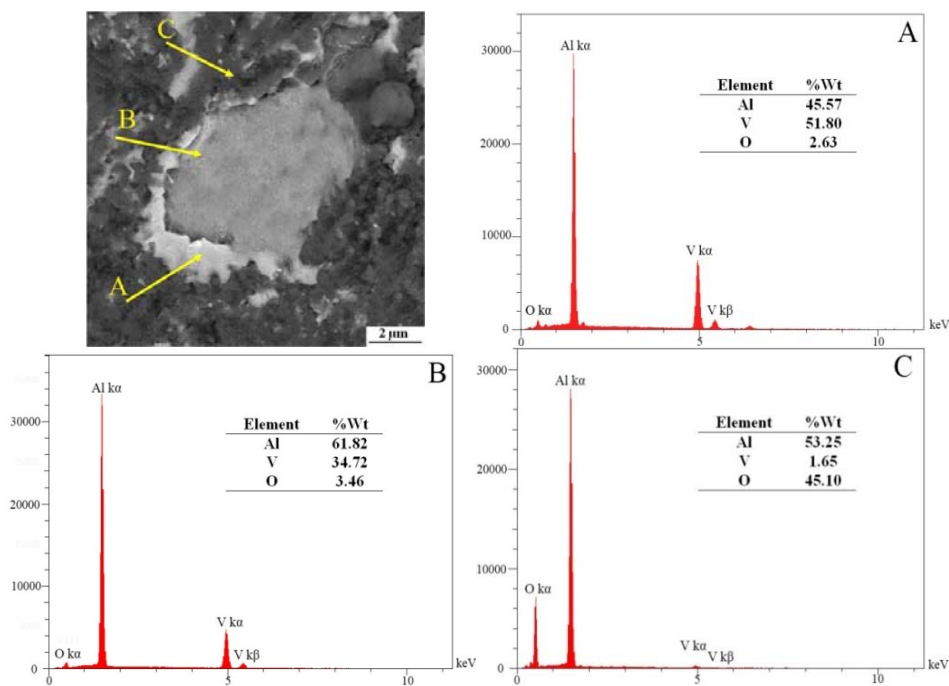 C
B
A
2 µm
A
30000
20000
10000
0
Al kα
Element %Wt
Al 45.57
V 51.80
O 2.63
V kα
O kα
V kβ
0 5 10 keV
B
30000
20000
10000
0
Al kα
Element %Wt
Al 61.82
V 34.72
O 3.46
V kα
O kα
V kβ
0 5 10 keV
C
30000
20000
10000
0
Al kα
Element %Wt
Al 53.25
V 1.65
O 45.10
O kα
V kα
V kβ
0 5 10 keV